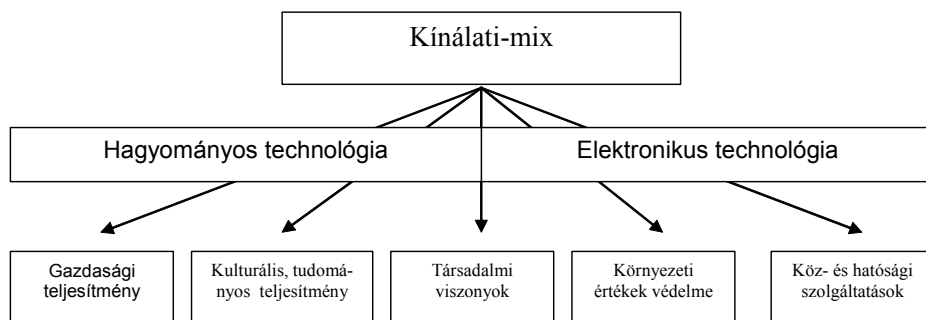 Kínálati-mix
Hagyományos technológia
Elektronikus technológia
Gazdasági
teljesítmény
Kulturális, tudomá-
nyos teljesítmény
Társadalmi
viszonyok
Környezeti
értékek védelme
Köz- és hatósági
szolgáltatások